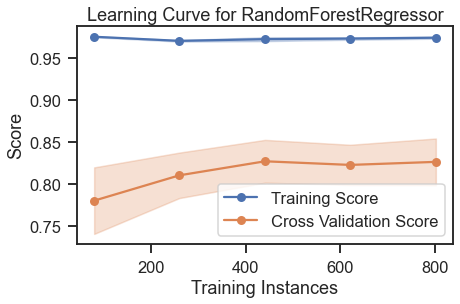 Learning Curve for RandomForestRegressor
Score
0.95
0.90
0.85
0.80
0.75
Training Score
Cross Validation Score
200
400
600
800
Training Instances